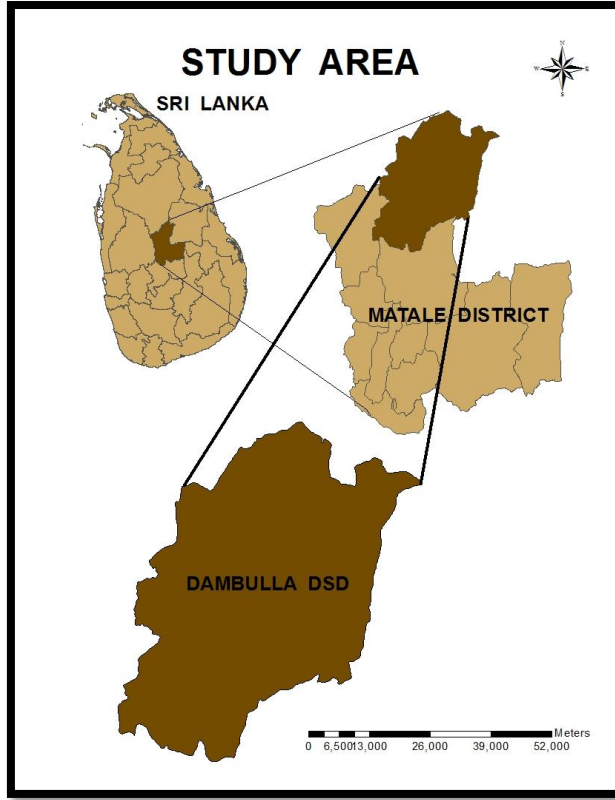 STUDY AREA
N
W E
S
SRI LANKA
MATALE DISTRICT
DAMBULLA DSD
Meters
0 6,50013,000 26,000 39,000 52,000